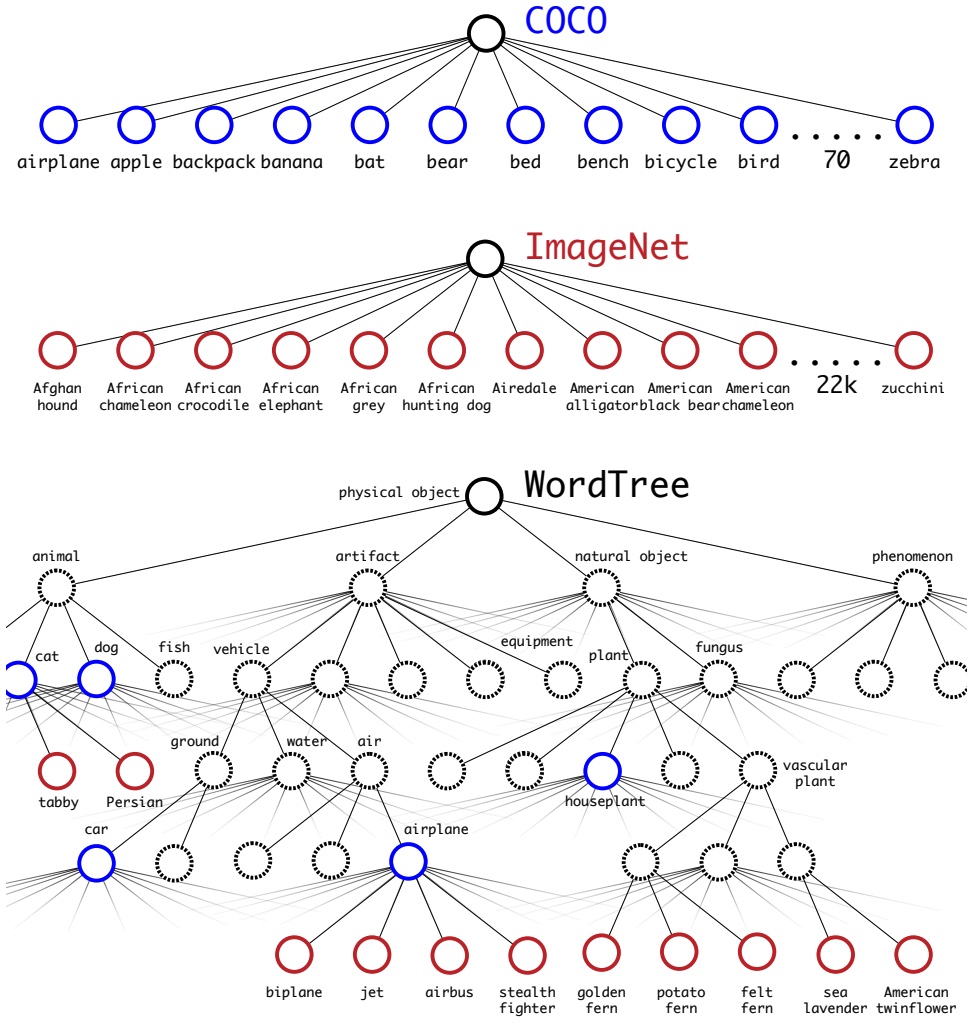 COCO
airplane apple backpack banana bat bear bed bench bicycle bird ..... zebra
70
ImageNet
Afghan hound
African chameleon
African crocodile
African elephant
African grey
African hunting dog
Airedale
American alligator
American black bear
American chameleon
.....
22k
zucchini
WordTree
physical object
animal artifact natural object phenomenon
cat dog fish vehicle equipment plant fungus
ground water air houseplant vascular plant
tabby Persian
car airplane
biplane jet airbus stealth fighter golden fern potato fern felt fern sea lavender American twinflower